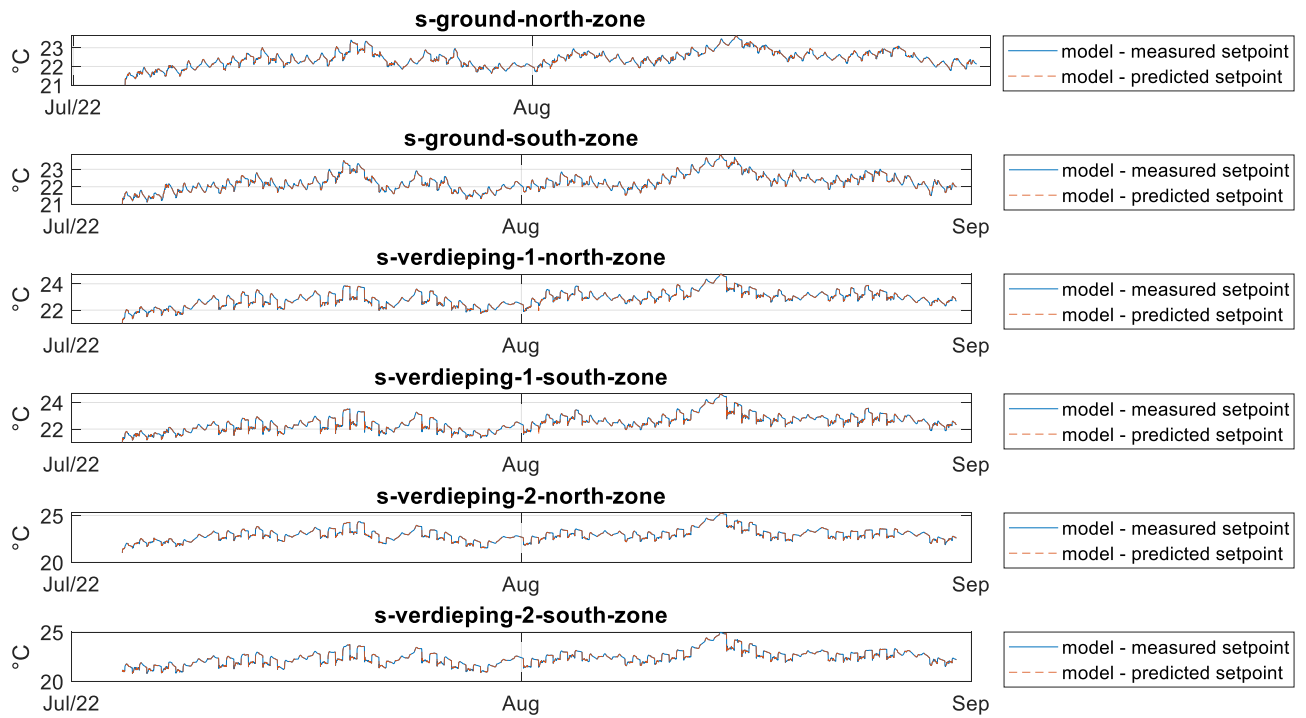 s-ground-north-zone
°C
23
22
21
Jul/22
Aug
model - measured setpoint
model - predicted setpoint
s-ground-south-zone
°C
23
22
21
Jul/22
Aug
Sep
model - measured setpoint
model - predicted setpoint
s-verdieping-1-north-zone
°C
24
22
Jul/22
Aug
Sep
model - measured setpoint
model - predicted setpoint
s-verdieping-1-south-zone
°C
24
22
Jul/22
Aug
Sep
model - measured setpoint
model - predicted setpoint
s-verdieping-2-north-zone
°C
25
20
Jul/22
Aug
Sep
model - measured setpoint
model - predicted setpoint
s-verdieping-2-south-zone
°C
25
20
Jul/22
Aug
Sep
model - measured setpoint
model - predicted setpoint